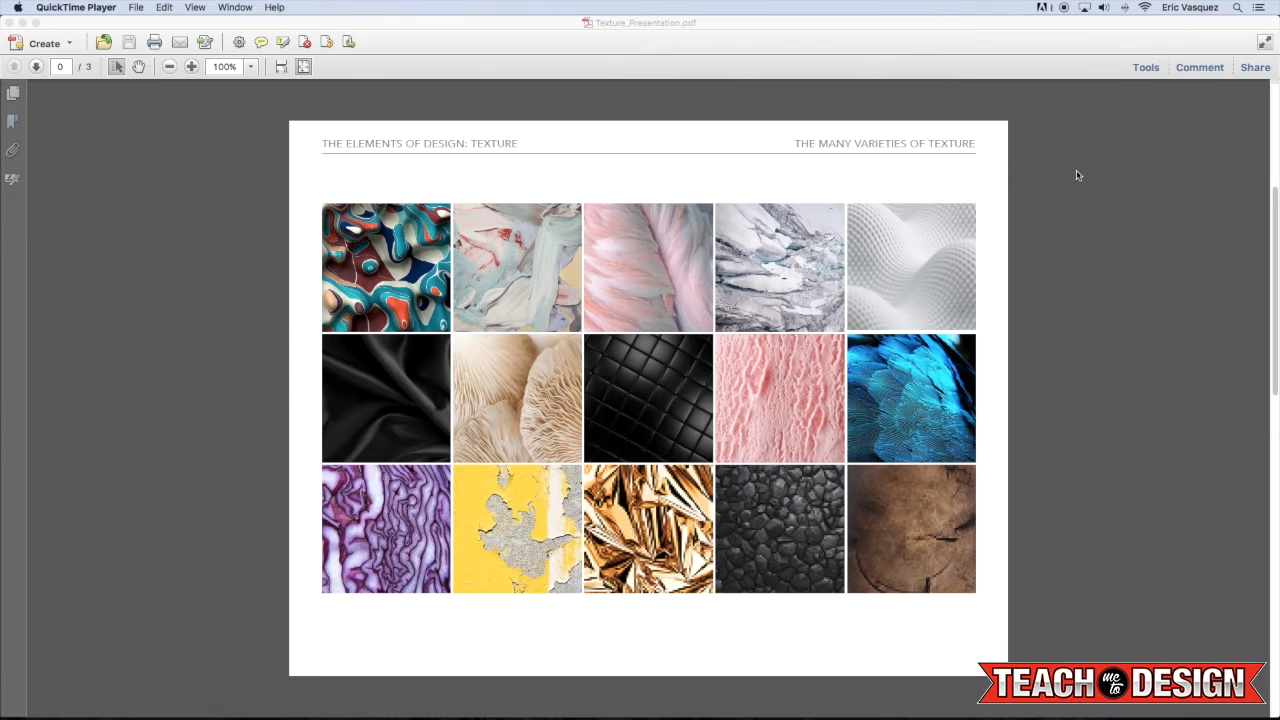 QuickTime Player File Edit View Window Help Eric Vasquez
Texture_Presentation.pdf
Create
0 / 3 100% Tools Comment Share
THE ELEMENTS OF DESIGN: TEXTURE THE MANY VARIETIES OF TEXTURE
TEACH me to DESIGN